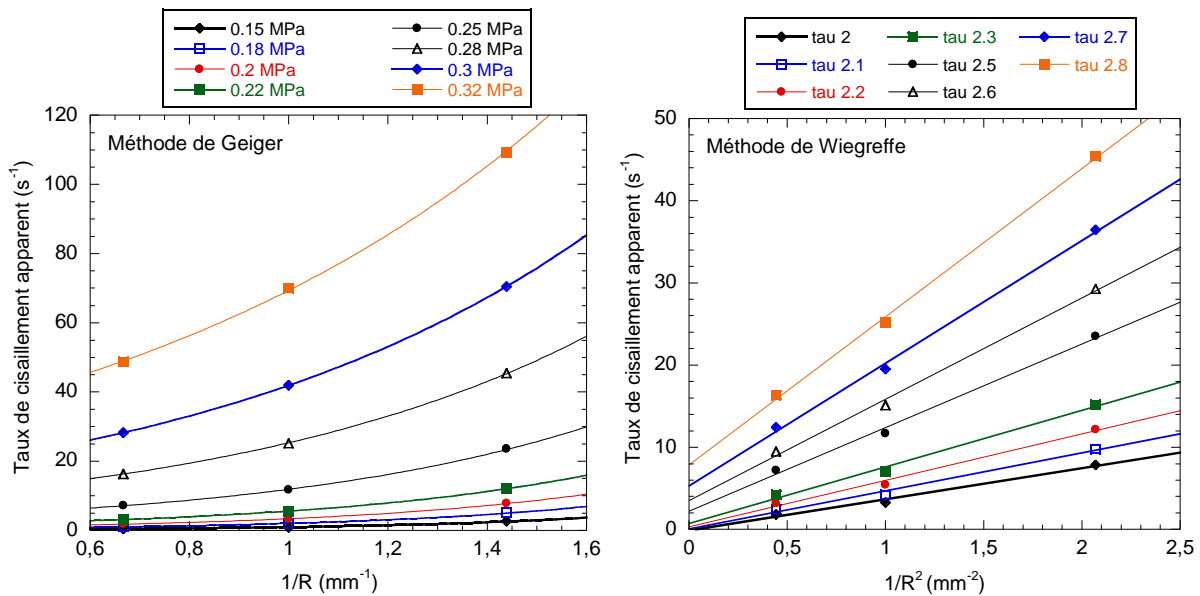 0.15 MPa 0.25 MPa
0.18 MPa 0.28 MPa
0.2 MPa 0.3 MPa
0.22 MPa 0.32 MPa
Méthode de Geiger
Taux de cisaillement apparent (s⁻¹)
120
100
80
60
40
20
0
0,6 0,8 1 1,2 1,4 1,6
1/R (mm⁻¹)
tau 2 tau 2.3 tau 2.7
tau 2.1 tau 2.5 tau 2.8
tau 2.2 tau 2.6
Méthode de Wiegreffe
Taux de cisaillement apparent (s⁻¹)
50
40
30
20
10
0
0 0,5 1 1,5 2 2,5
1/R² (mm⁻²)